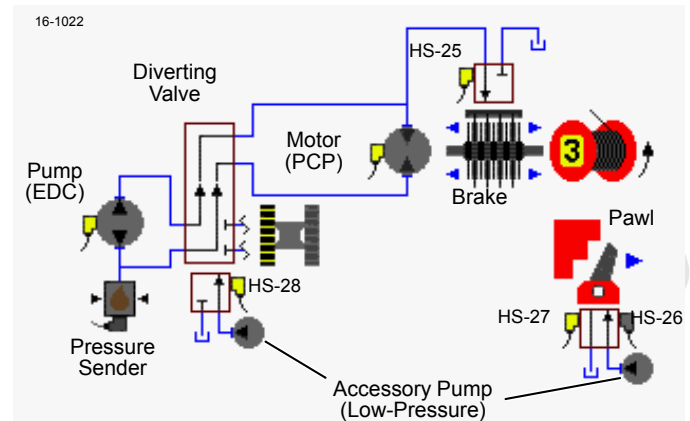 16-1022
HS-25
Diverting
Valve
Motor
(PCP)
3
Pump
(EDC)
Brake
Pawl
HS-28
HS-27
HS-26
Pressure
Sender
Accessory Pump
(Low-Pressure)